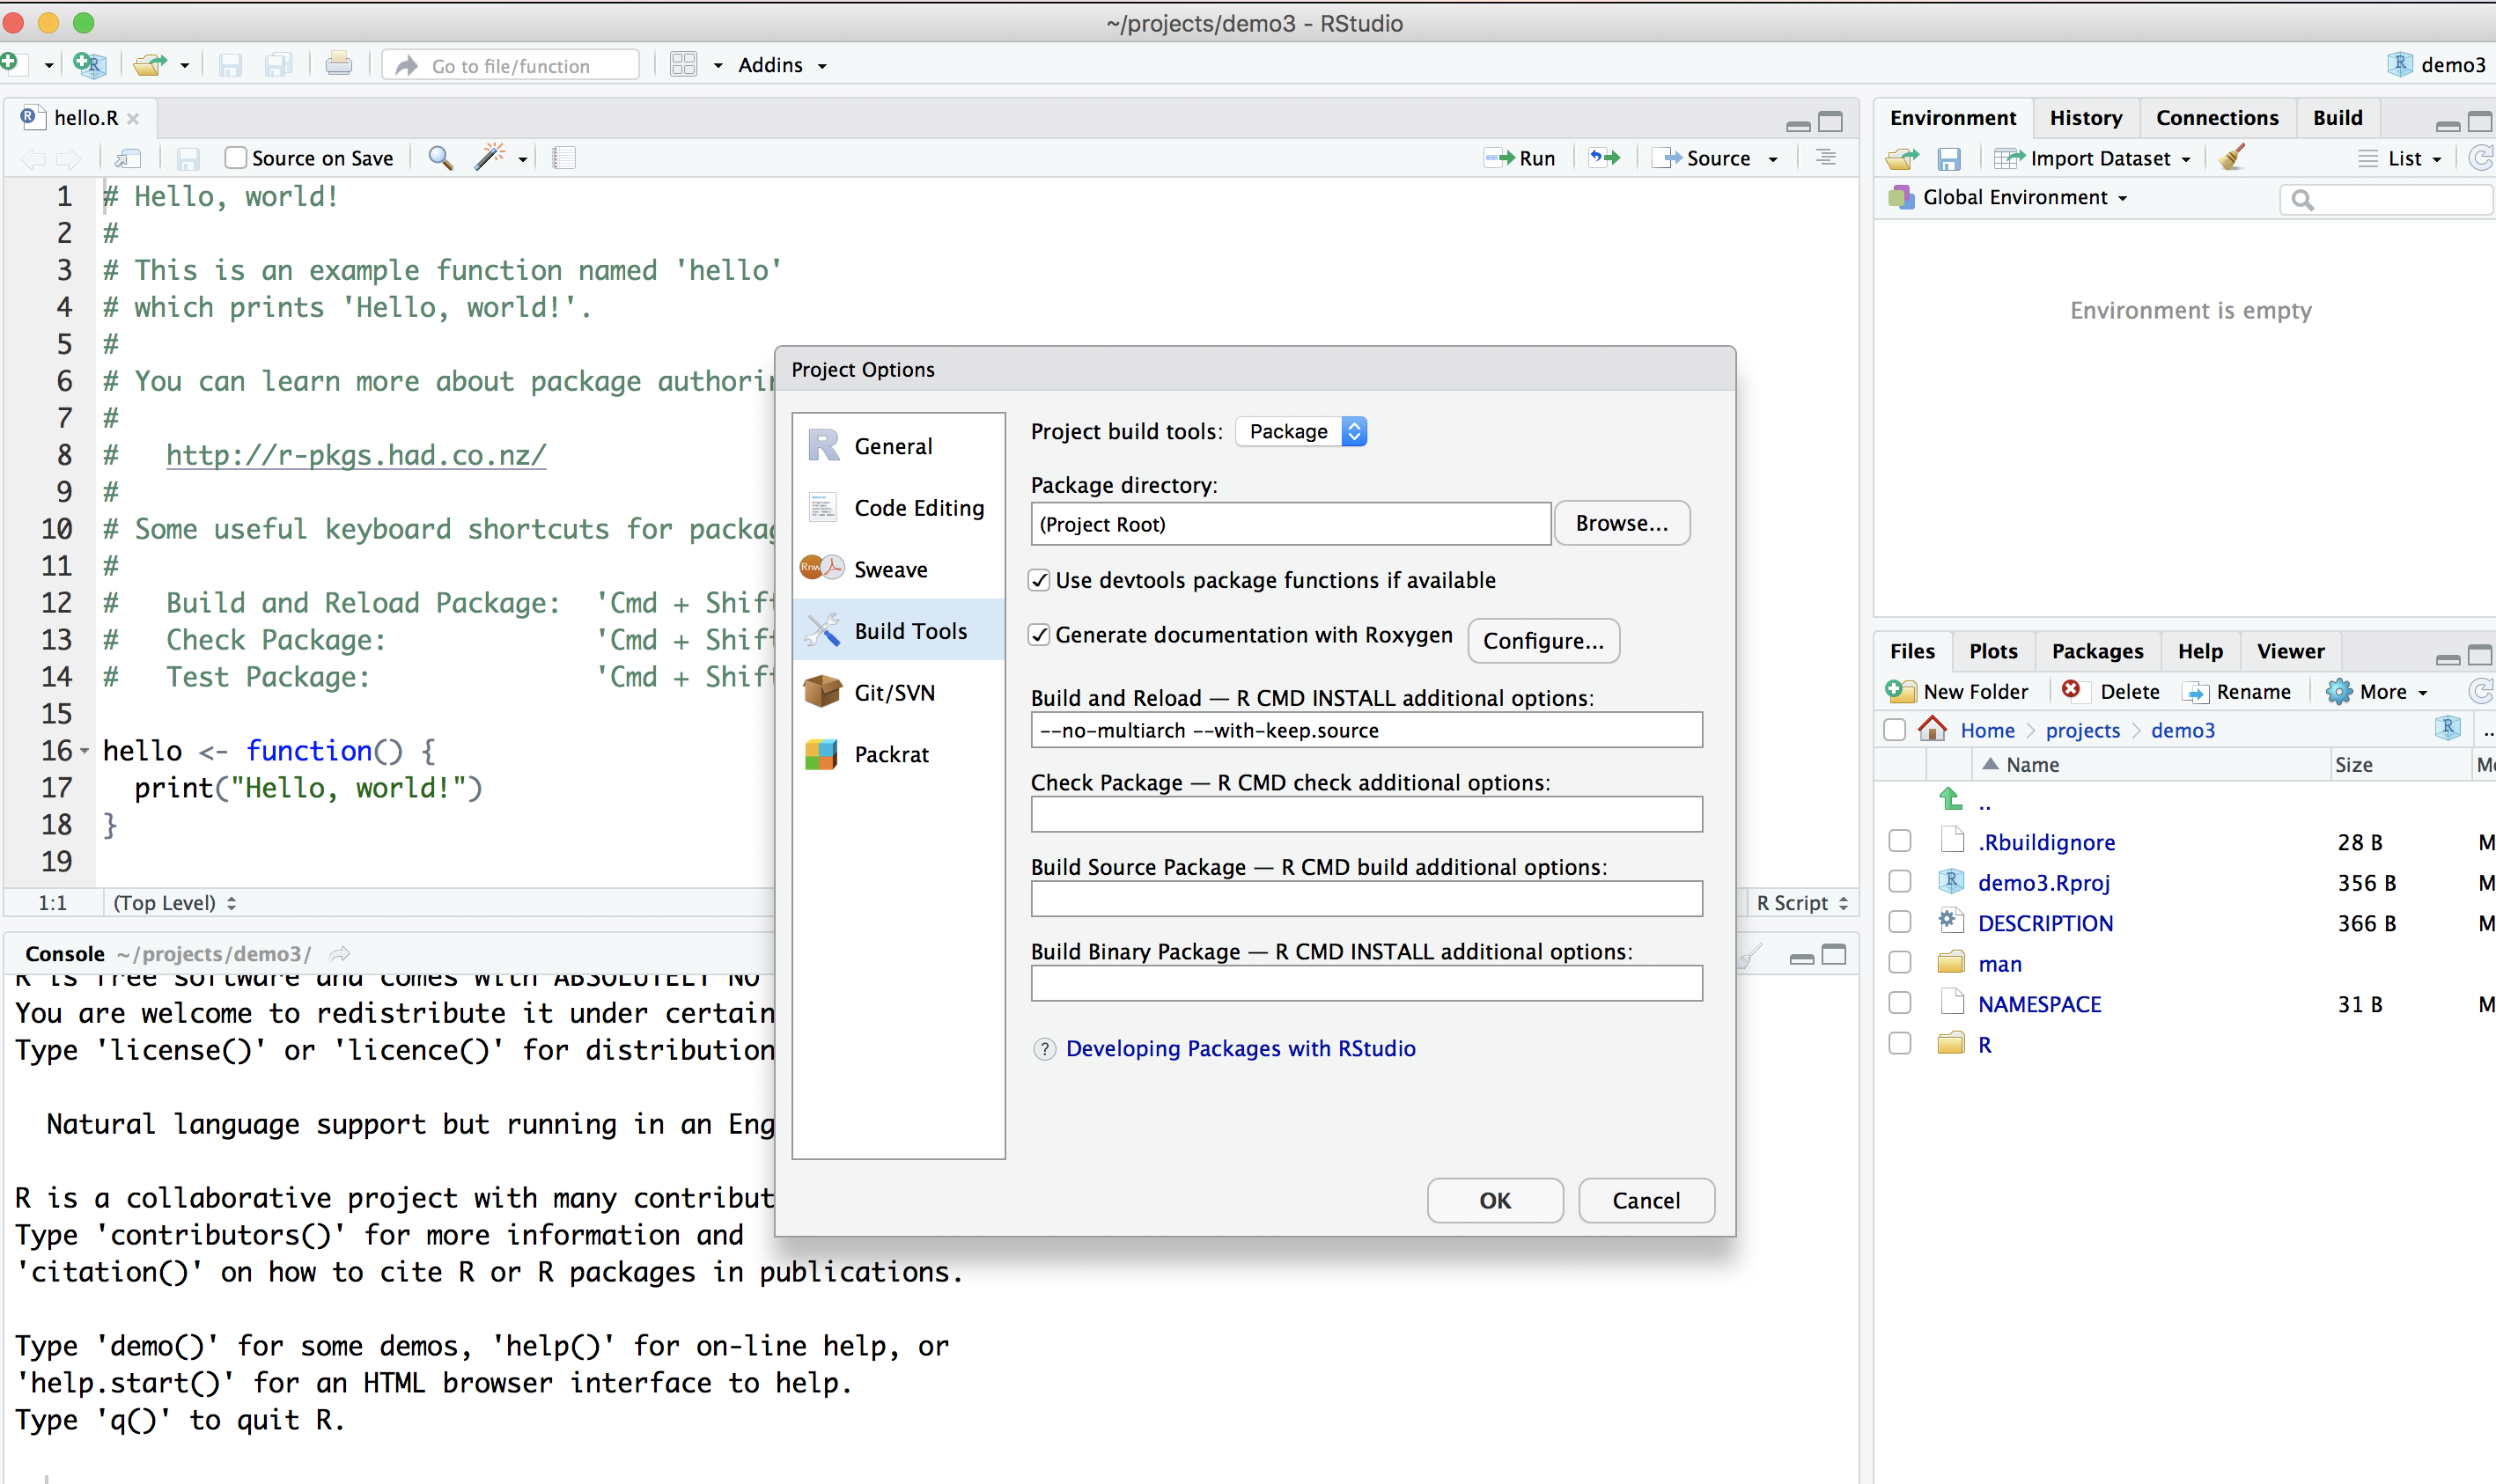 ~/projects/demo3 - RStudio
Go to file/function
Addins
demo3
hello.R
Source on Save
Run
Source
1 # Hello, world!
2 #
3 # This is an example function named 'hello'
4 # which prints 'Hello, world!'.
5 #
6 # You can learn more about package
7 #
8 # http://r-pkgs.had.co.nz/
9 #
10 # Some useful keyboard shortcuts for
11 #
12 # Build and Reload Package: 'Cmd +
13 # Check Package: 'Cmd +
14 # Test Package: 'Cmd +
15
16 hello <- function() {
17 print("Hello, world!")
18 }
19
1:1 (Top Level)
R Script
Console ~/projects/demo3/
R is free software and comes with ABSOLUTELY NO
You are welcome to redistribute it under certain
Type 'license()' or 'licence()' for distribution
Natural language support but running in an
R is a collaborative project with many
Type 'contributors()' for more information and
'citation()' on how to cite R or R packages in publications.
Type 'demo()' for some demos, 'help()' for on-line help, or
'help.start()' for an HTML browser interface to help.
Type 'q()' to quit R.
Project Options
General
Code Editing
Sweave
Build Tools
Git/SVN
Packrat
Project build tools: Package
Package directory:
(Project Root) Browse...
Use devtools package functions if available
Generate documentation with Roxygen Configure...
Build and Reload — R CMD INSTALL additional options:
--no-multiarch --with-keep.source
Check Package — R CMD check additional options:
Build Source Package — R CMD build additional options:
Build Binary Package — R CMD INSTALL additional options:
? Developing Packages with RStudio
OK Cancel
Environment History Connections Build
Import Dataset List
Global Environment
Environment is empty
Files Plots Packages Help Viewer
New Folder Delete Rename More
Home projects demo3 ..
Name Size
..
.Rbuildignore 28 B
demo3.Rproj 356 B
DESCRIPTION 366 B
man
NAMESPACE 31 B
R